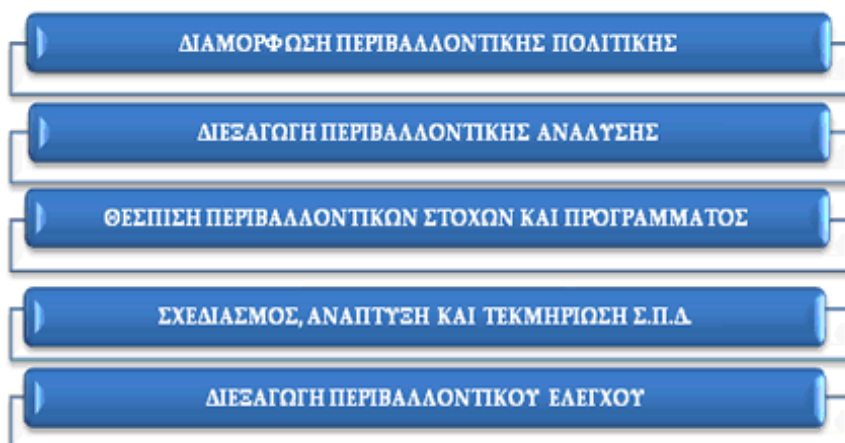 ΔΙΑΜΟΡΦΩΣΗ ΠΕΡΙΒΑΛΛΟΝΤΙΚΗΣ ΠΟΛΙΤΙΚΗΣ
ΔΙΕΞΑΓΩΓΗ ΠΕΡΙΒΑΛΛΟΝΤΙΚΗΣ ΑΝΑΛΥΣΗΣ
ΘΕΣΠΙΣΗ ΠΕΡΙΒΑΛΛΟΝΤΙΚΩΝ ΣΤΟΧΩΝ ΚΑΙ ΠΡΟΓΡΑΜΜΑΤΟΣ
ΣΧΕΔΙΑΣΜΟΣ, ΑΝΑΠΤΥΞΗ ΚΑΙ ΤΕΚΜΗΡΙΩΣΗ Σ.Π.Δ.
ΔΙΕΞΑΓΩΓΗ ΠΕΡΙΒΑΛΛΟΝΤΙΚΟΥ ΕΛΕΓΧΟΥ